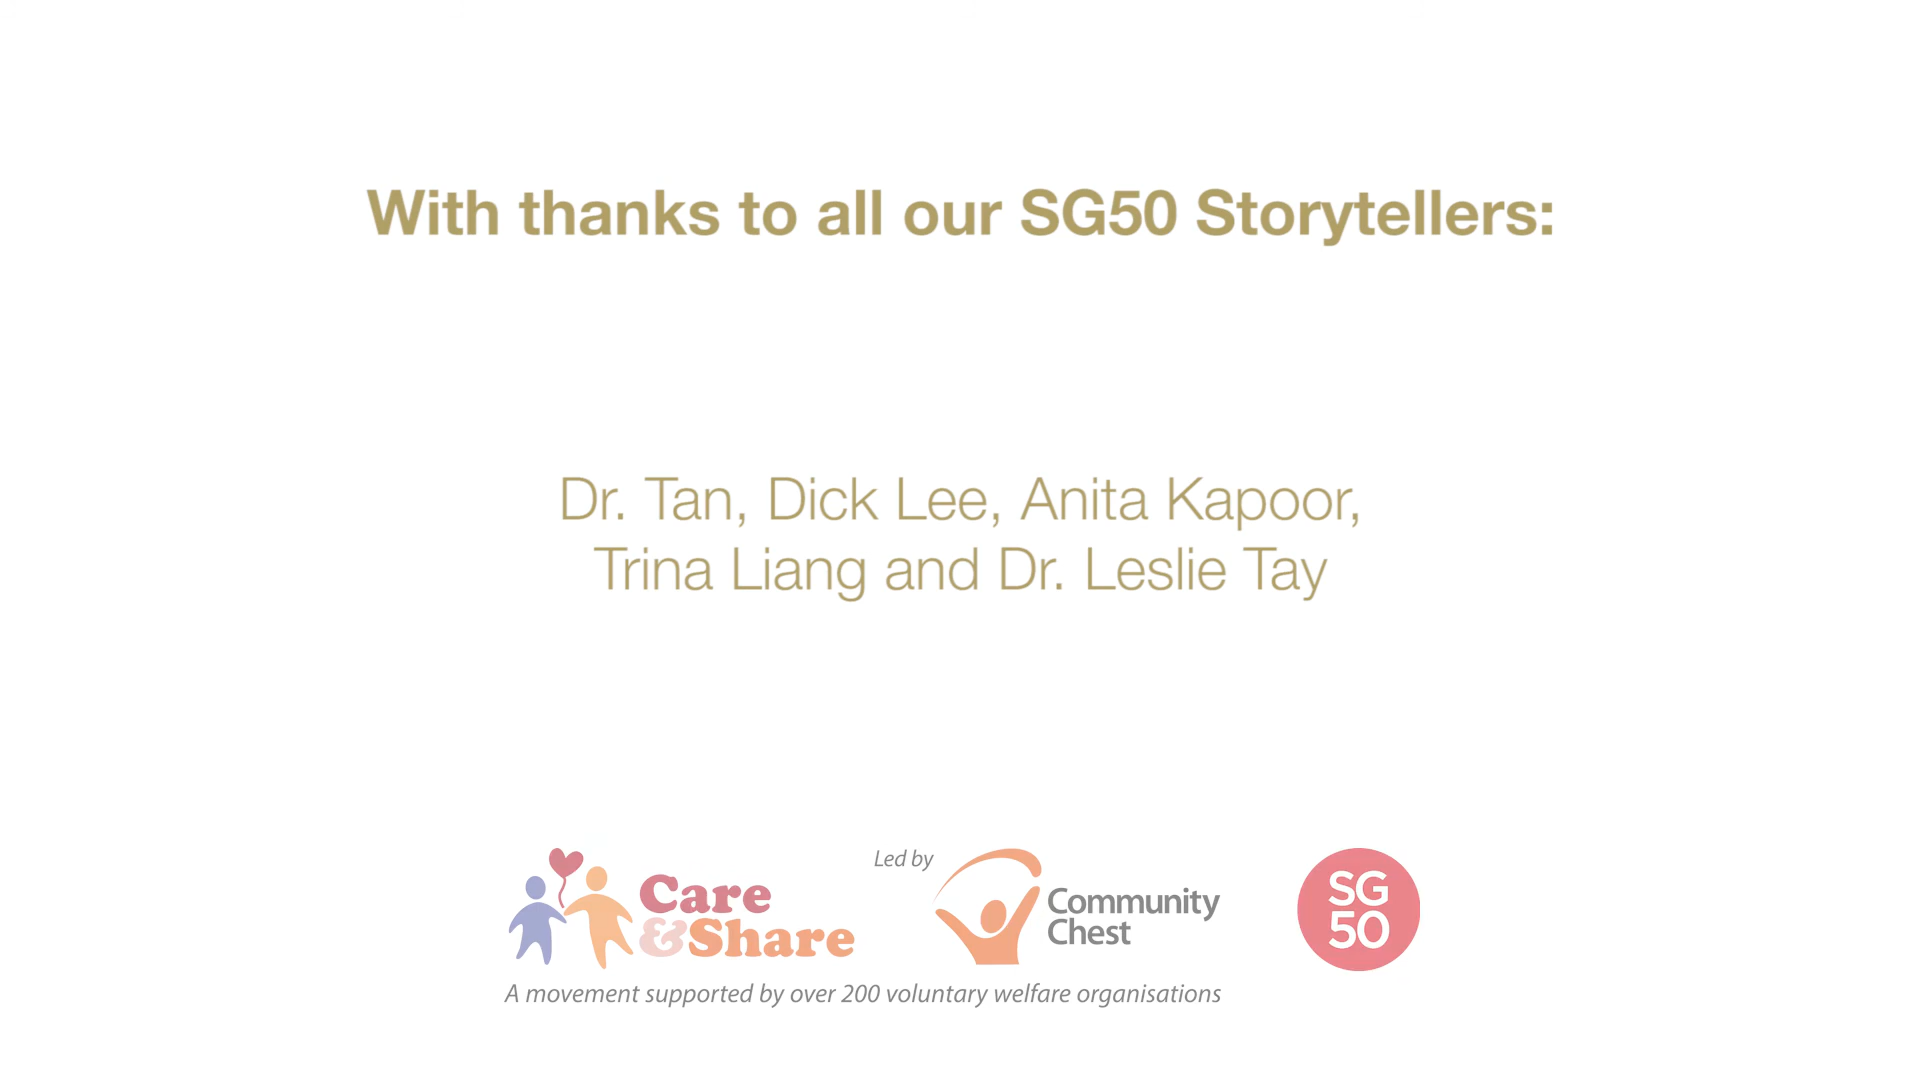 With thanks to all our SG50 Storytellers:
Dr. Tan, Dick Lee, Anita Kapoor,
Trina Liang and Dr. Leslie Tay
Care
&Share
Led by
Community
Chest
SG
50
A movement supported by over 200 voluntary welfare organisations